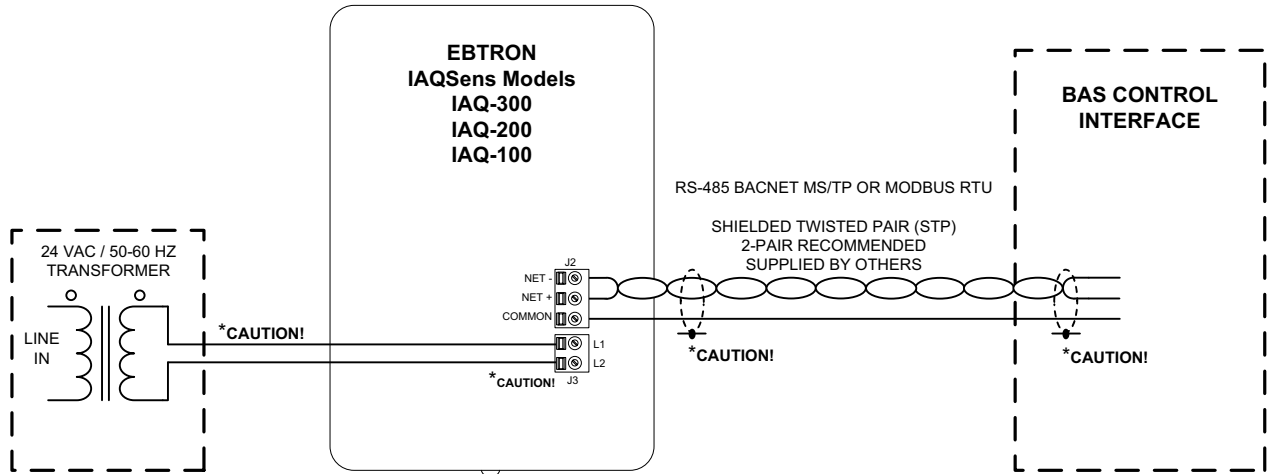 EBTRON
IAQSens Models
IAQ-300
IAQ-200
IAQ-100
BAS CONTROL
INTERFACE
RS-485 BACNET MS/TP OR MODBUS RTU
SHIELDED TWISTED PAIR (STP)
2-PAIR RECOMMENDED
SUPPLIED BY OTHERS
24 VAC / 50-60 HZ
TRANSFORMER
LINE
IN
*CAUTION!
J2
NET -
NET +
COMMON
L1
L2
J3
*CAUTION!
*CAUTION!
*CAUTION!